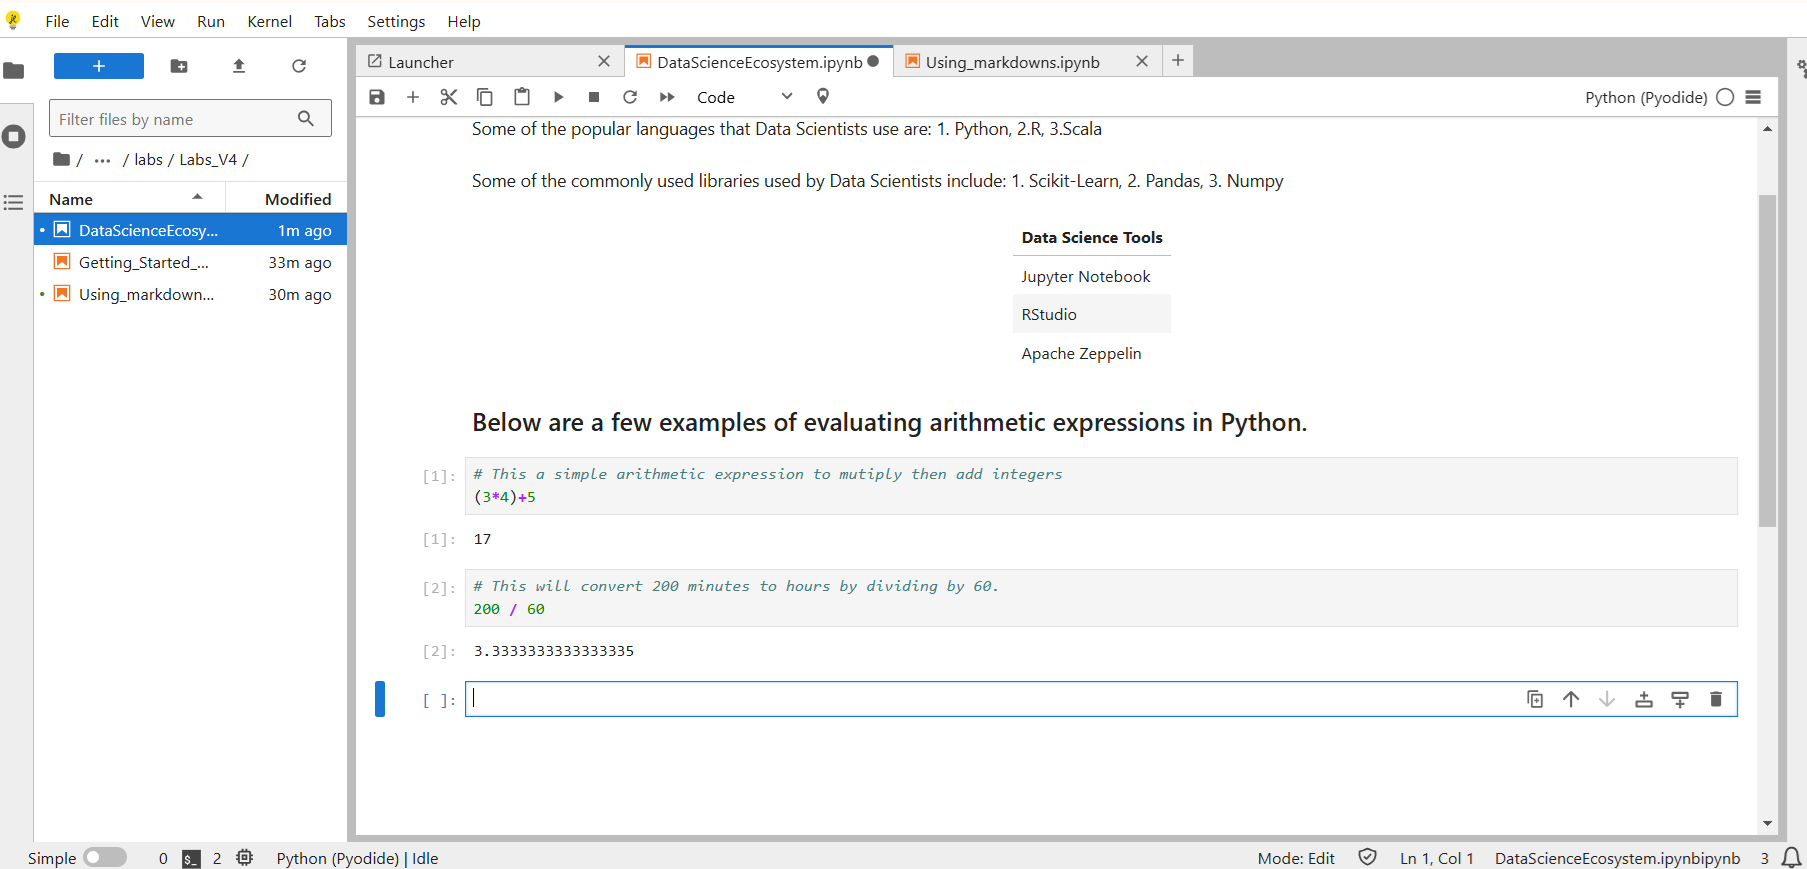 File Edit View Run Kernel Tabs Settings Help
+
Filter files by name
/ ··· / labs / Labs_V4 /
Name Modified
DataScienceEcosy... 1m ago
Getting_Started_... 33m ago
Using_markdown... 30m ago
Launcher
DataScienceEcosystem.ipynb
Using_markdowns.ipynb
Code
Python (Pyodide)
Some of the popular languages that Data Scientists use are: 1. Python, 2.R, 3.Scala
Some of the commonly used libraries used by Data Scientists include: 1. Scikit-Learn, 2. Pandas, 3. Numpy
Data Science Tools
Jupyter Notebook
RStudio
Apache Zeppelin
Below are a few examples of evaluating arithmetic expressions in Python.
[1]: # This a simple arithmetic expression to mutiply then add integers
(3*4)+5
[1]: 17
[2]: # This will convert 200 minutes to hours by dividing by 60.
200 / 60
[2]: 3.3333333333333335
[ ]:
Simple 0 $_ 2 Python (Pyodide) | Idle
Mode: Edit Ln 1, Col 1 DataScienceEcosystem.ipynbipynb 3